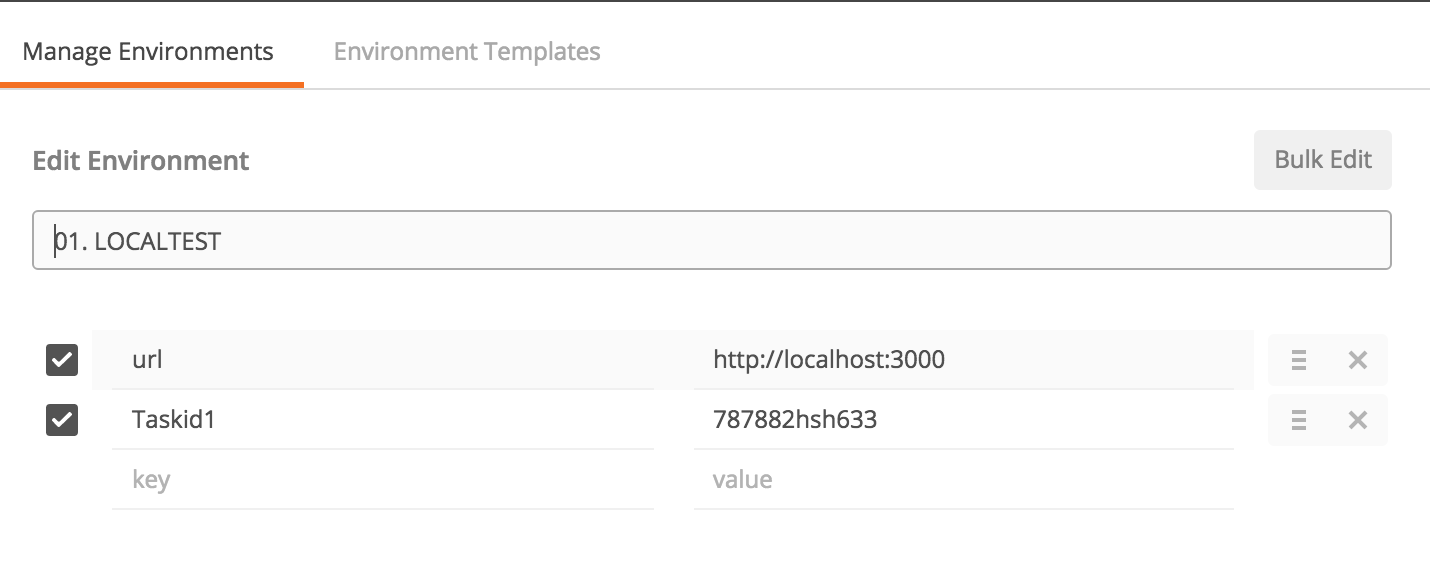 Manage Environments Environment Templates
Edit Environment Bulk Edit
01. LOCALTEST
url http://localhost:3000
Taskid1 787882hsh633
key value